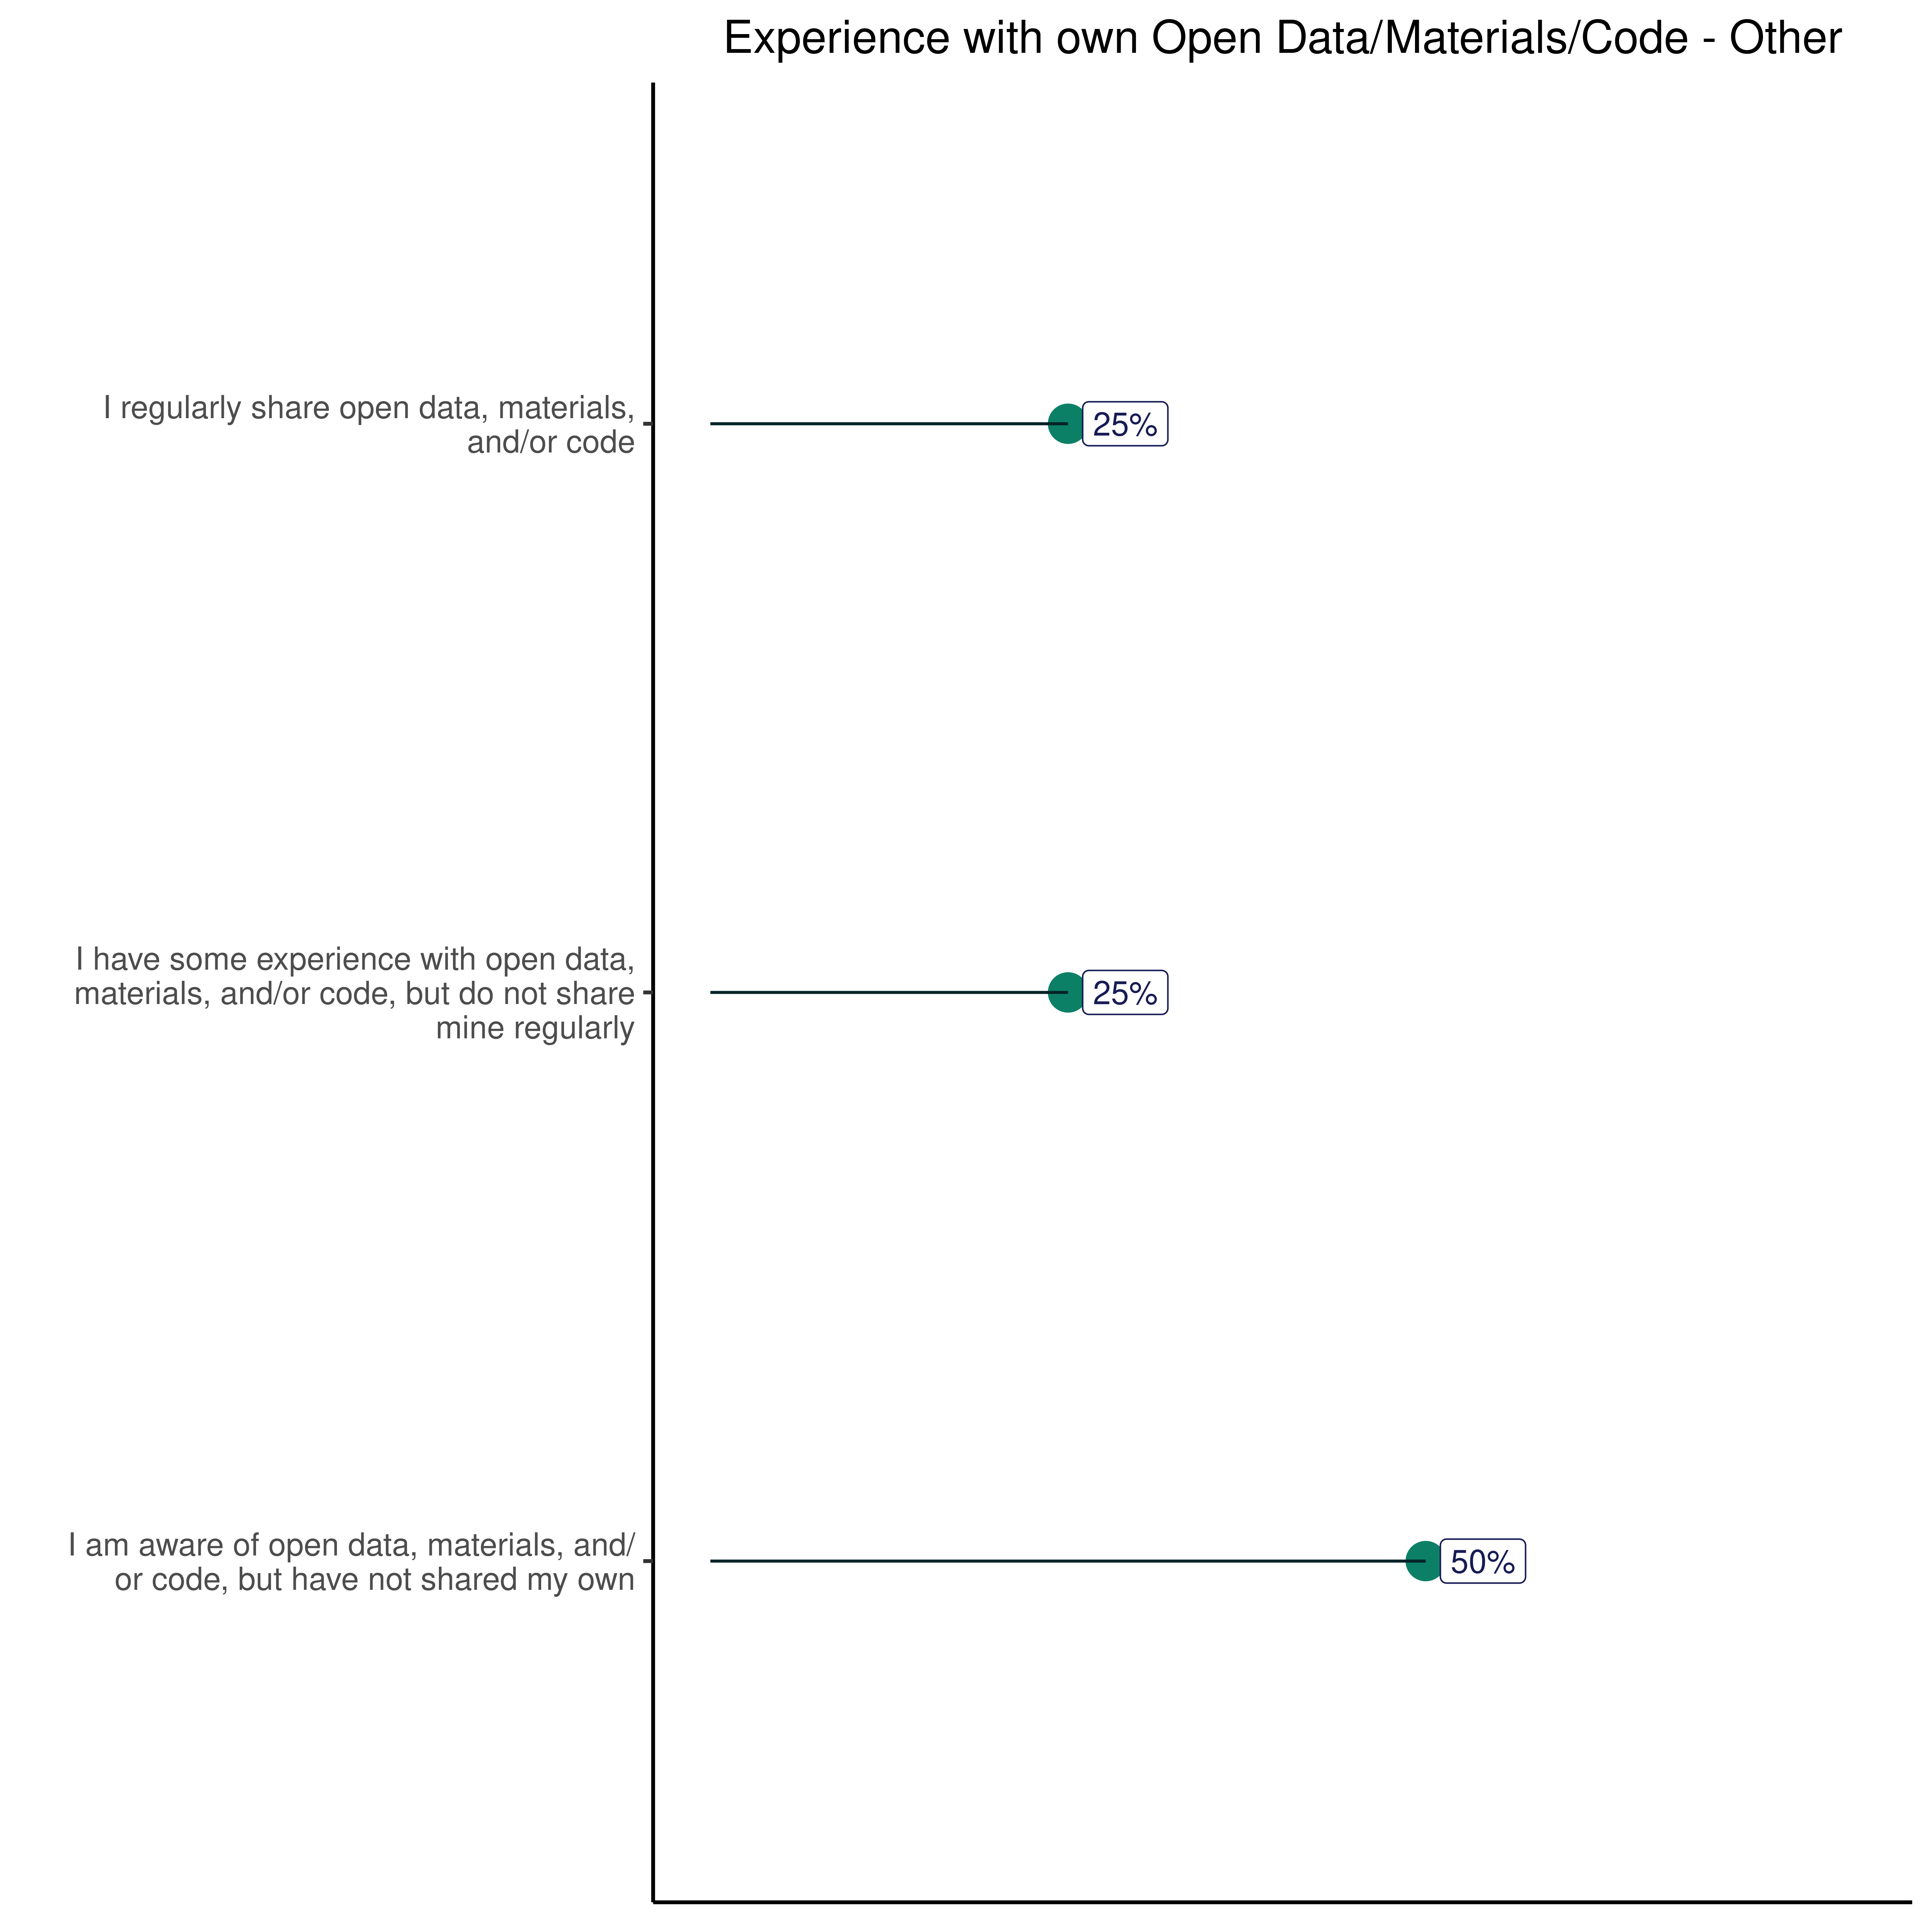 Experience with own Open Data/Materials/Code - Other
I regularly share open data, materials,
and/or code
25%
I have some experience with open data,
materials, and/or code, but do not share
mine regularly
25%
I am aware of open data, materials, and/
or code, but have not shared my own
50%